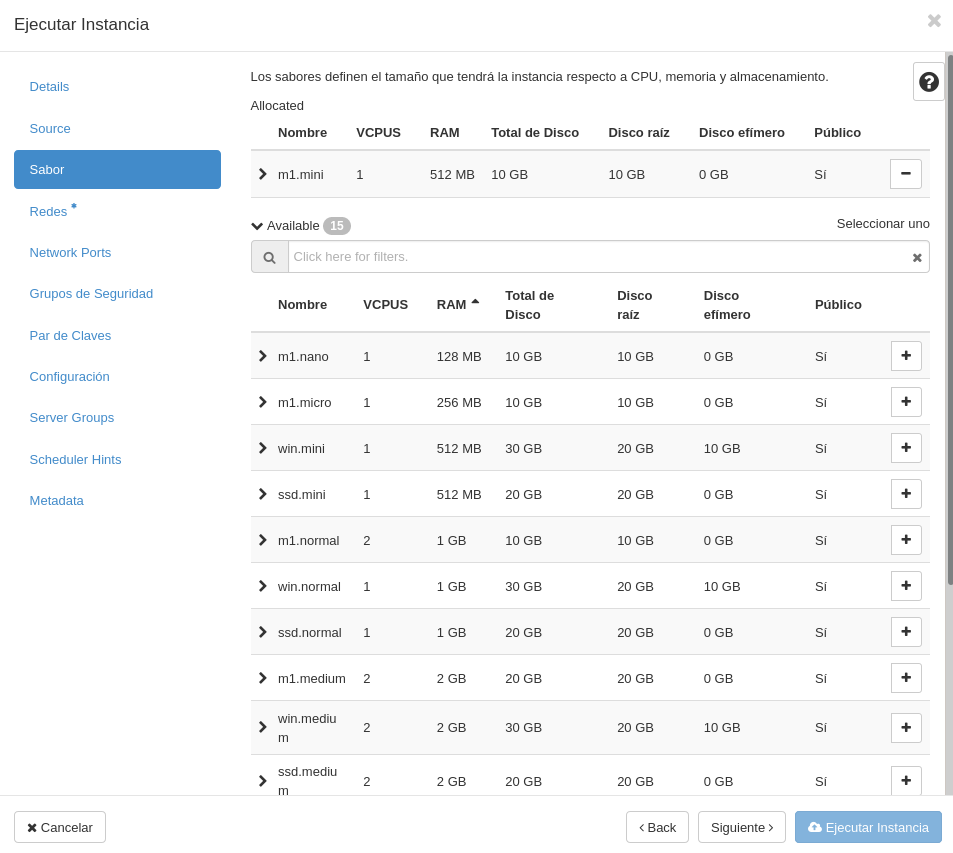 Ejecutar Instancia
Details
Source
Sabor
Redes *
Network Ports
Grupos de Seguridad
Par de Claves
Configuración
Server Groups
Scheduler Hints
Metadata
Los sabores definen el tamaño que tendrá la instancia respecto a CPU, memoria y almacenamiento.
Allocated
Nombre VCPUS RAM Total de Disco Disco raíz Disco efímero Público
m1.mini 1 512 MB 10 GB 10 GB 0 GB Sí
Available 15 Seleccionar uno
Click here for filters.
Nombre VCPUS RAM Total de Disco Disco raíz Disco efímero Público
m1.nano 1 128 MB 10 GB 10 GB 0 GB Sí
m1.micro 1 256 MB 10 GB 10 GB 0 GB Sí
win.mini 1 512 MB 30 GB 20 GB 10 GB Sí
ssd.mini 1 512 MB 20 GB 20 GB 0 GB Sí
m1.normal 2 1 GB 10 GB 10 GB 0 GB Sí
win.normal 1 1 GB 30 GB 20 GB 10 GB Sí
ssd.normal 1 1 GB 20 GB 20 GB 0 GB Sí
m1.medium 2 2 GB 20 GB 20 GB 0 GB Sí
win.mediu
m 2 2 GB 30 GB 20 GB 10 GB Sí
ssd.mediu
m 2 2 GB 20 GB 20 GB 0 GB Sí
Cancelar
Back
Siguiente
Ejecutar Instancia